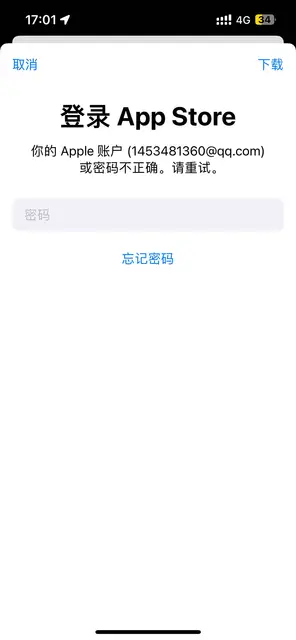 17:01 4G 34
取消 下载
登录 App Store
你的 Apple 账户 (1453481360@qq.com)
或密码不正确。请重试。
密码
忘记密码